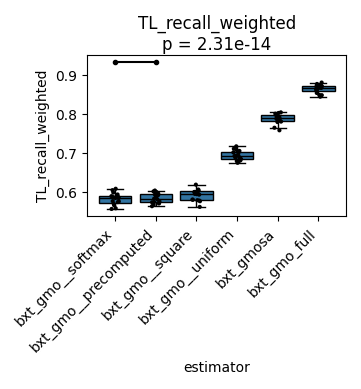 TL_recall_weighted
p = 2.31e-14
TL_recall_weighted
0.9
0.8
0.7
0.6
bxt_gmo__softmax
bxt_gmo__precomputed
bxt_gmo__square
bxt_gmo__uniform
bxt_gmosa
bxt_gmo_full
estimator